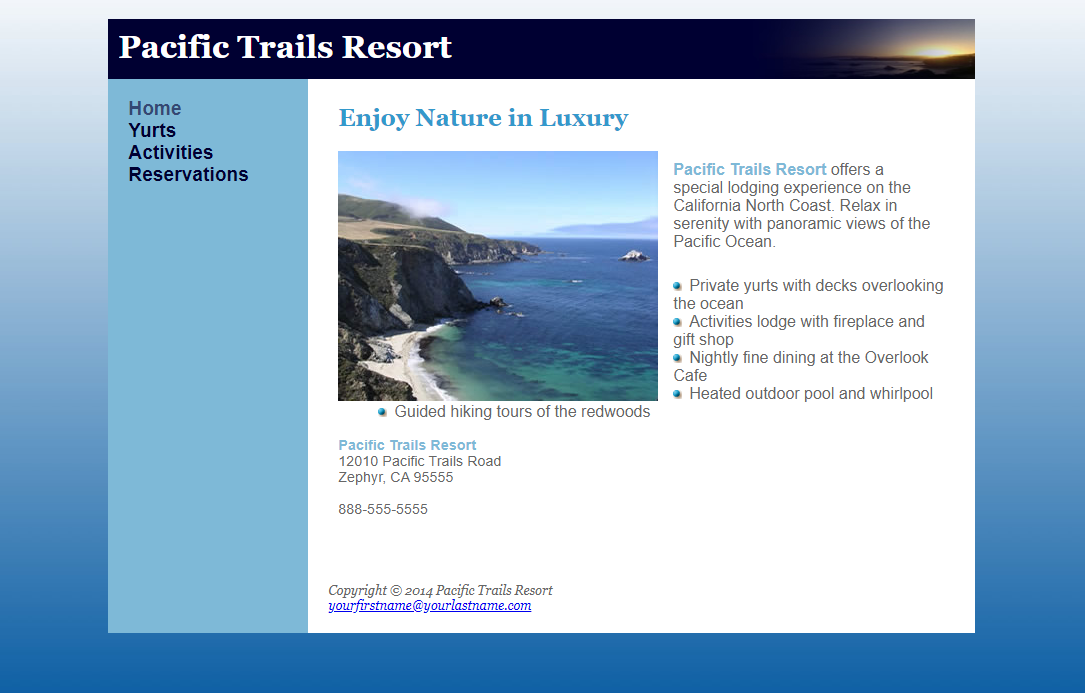 Pacific Trails Resort
Home
Yurts
Activities
Reservations
Enjoy Nature in Luxury
Pacific Trails Resort offers a
special lodging experience on the
California North Coast. Relax in
serenity with panoramic views of the
Pacific Ocean.
Private yurts with decks overlooking
the ocean
Activities lodge with fireplace and
gift shop
Nightly fine dining at the Overlook
Cafe
Heated outdoor pool and whirlpool
Guided hiking tours of the redwoods
Pacific Trails Resort
12010 Pacific Trails Road
Zephyr, CA 95555
888-555-5555
Copyright © 2014 Pacific Trails Resort
yourfirstname@yourlastname.com